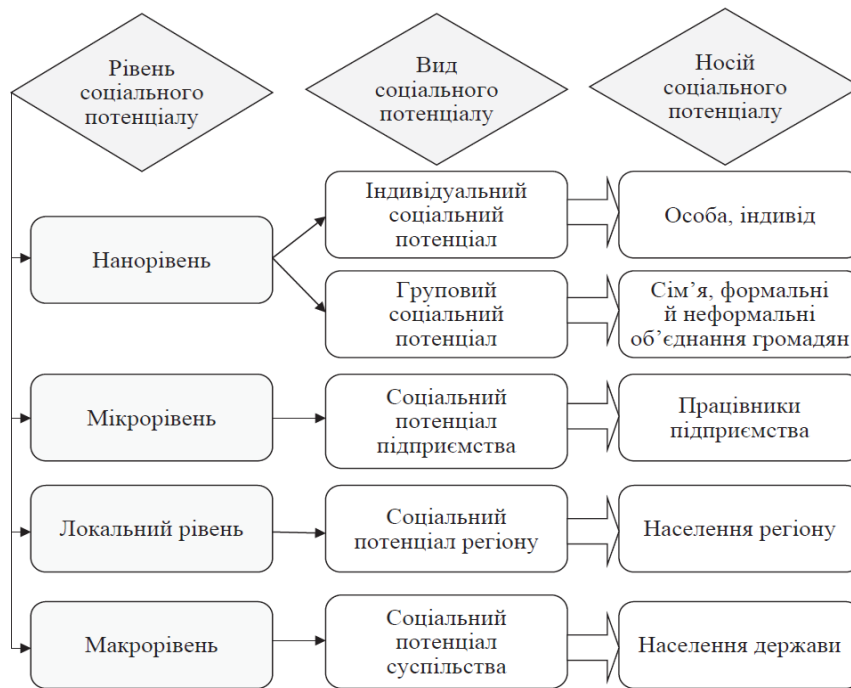 Рівень
соціального
потенціалу
Вид
соціального
потенціалу
Носій
соціального
потенціалу
Нанорівень
Індивідуальний
соціальний
потенціал
Особа, індивід
Груповий
соціальний
потенціал
Сім’я, формальні
й неформальні
об’єднання громадян
Мікрорівень
Соціальний
потенціал
підприємства
Працівники
підприємства
Локальний рівень
Соціальний
потенціал регіону
Населення регіону
Макрорівень
Соціальний
потенціал
суспільства
Населення держави